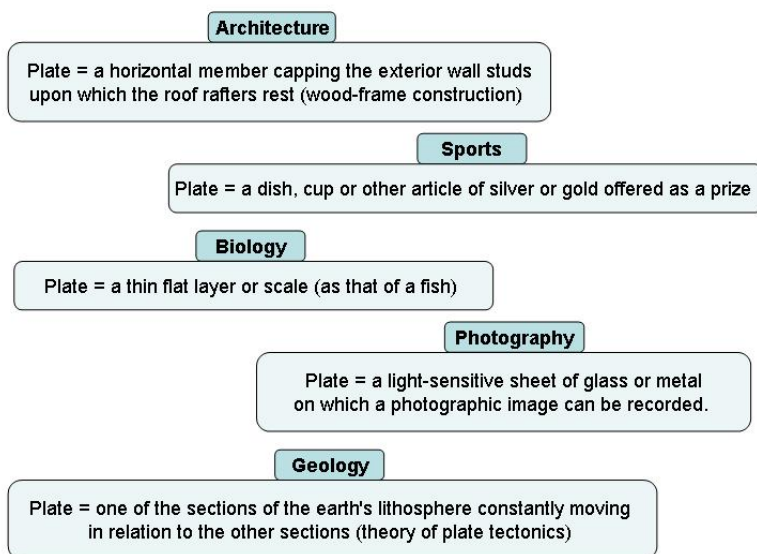 Architecture
Plate = a horizontal member capping the exterior wall studs
upon which the roof rafters rest (wood-frame construction)
Sports
Plate = a dish, cup or other article of silver or gold offered as a prize
Biology
Plate = a thin flat layer or scale (as that of a fish)
Photography
Plate = a light-sensitive sheet of glass or metal
on which a photographic image can be recorded.
Geology
Plate = one of the sections of the earth's lithosphere constantly moving
in relation to the other sections (theory of plate tectonics)